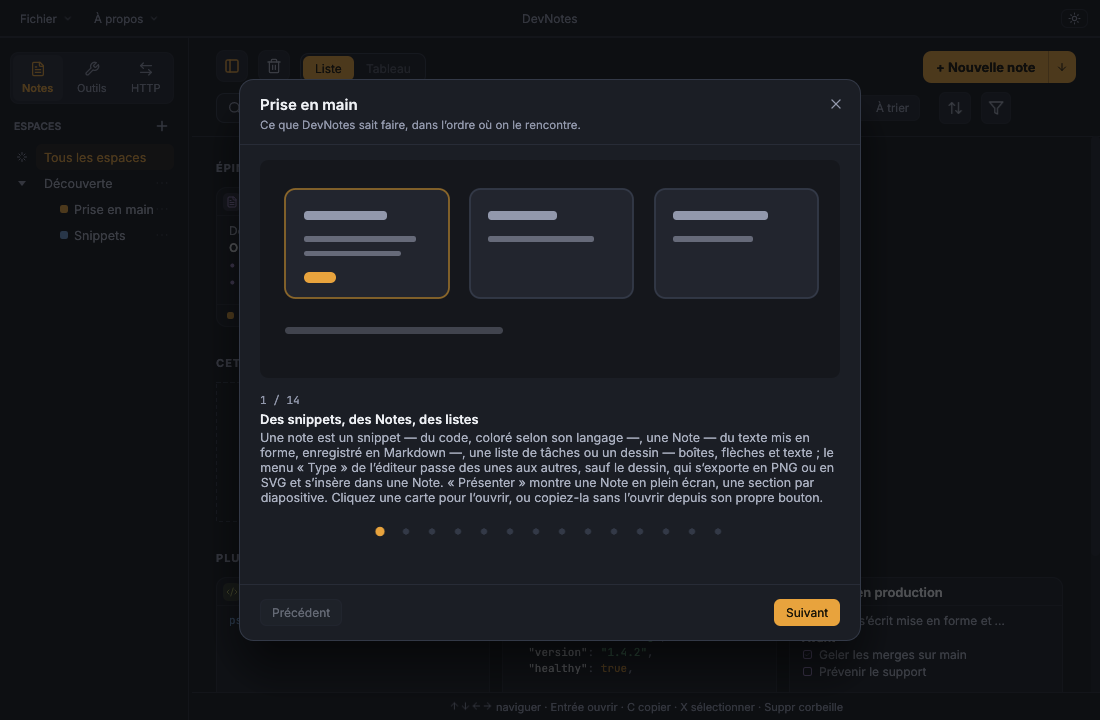 Fichier
À propos
DevNotes
Notes
Outils
HTTP
Liste
Tableau
+ Nouvelle note
À trier
ESPACES
Tous les espaces
Découverte
Prise en main
Snippets
Prise en main
Ce que DevNotes sait faire, dans l’ordre où on le rencontre.
1 / 14
Des snippets, des Notes, des listes
Une note est un snippet — du code, coloré selon son langage —, une Note — du texte mis en
forme, enregistré en Markdown —, une liste de tâches ou un dessin — boîtes, flèches et texte ; le
menu « Type » de l’éditeur passe des unes aux autres, sauf le dessin, qui s’exporte en PNG ou en
SVG et s’insère dans une Note. « Présenter » montre une Note en plein écran, une section par
diapositive. Cliquez une carte pour l’ouvrir, ou copiez-la sans l’ouvrir depuis son propre bouton.
Précédent
Suivant
en production
s’écrit mise en forme et ...
"version": "1.4.2",
"healthy": true,
Geler les merges sur main
Prévenir le support
↑ ↓ ← → naviguer · Entrée ouvrir · C copier · X sélectionner · Suppr corbeille